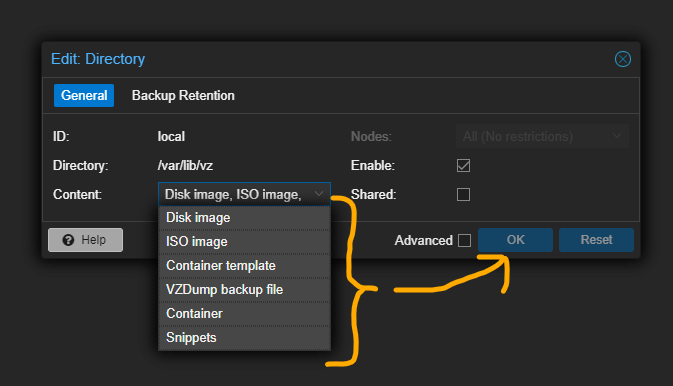 Edit: Directory
General Backup Retention
ID: local Nodes: All (No restrictions)
Directory: /var/lib/vz Enable:
Content: Disk image, ISO image, Shared:
Disk image
ISO image
Container template
VZDump backup file
Container
Snippets
Help Advanced OK Reset